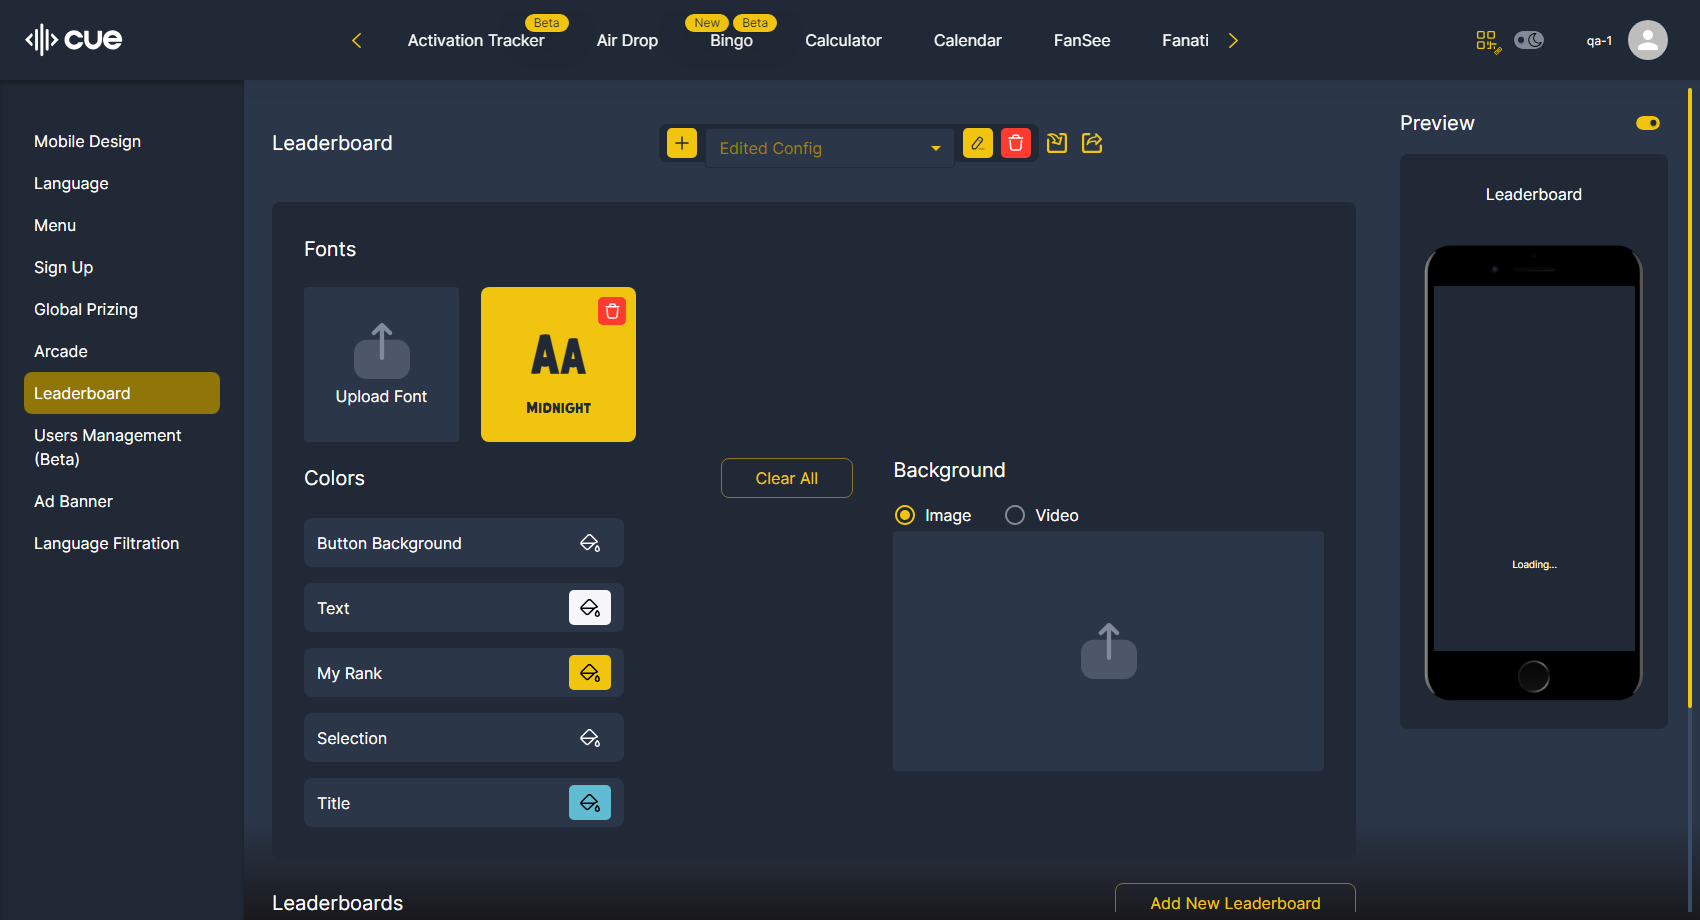 cue
Activation Tracker
Beta
Air Drop
New
Beta
Bingo
Calculator
Calendar
FanSee
Fanati
qa-1
Mobile Design
Language
Menu
Sign Up
Global Prizing
Arcade
Leaderboard
Users Management
(Beta)
Ad Banner
Language Filtration
Leaderboard
Edited Config
Fonts
Upload Font
AA
MIDNIGHT
Colors
Clear All
Button Background
Text
My Rank
Selection
Title
Background
Image
Video
Leaderboards
Add New Leaderboard
Preview
Leaderboard
Loading...